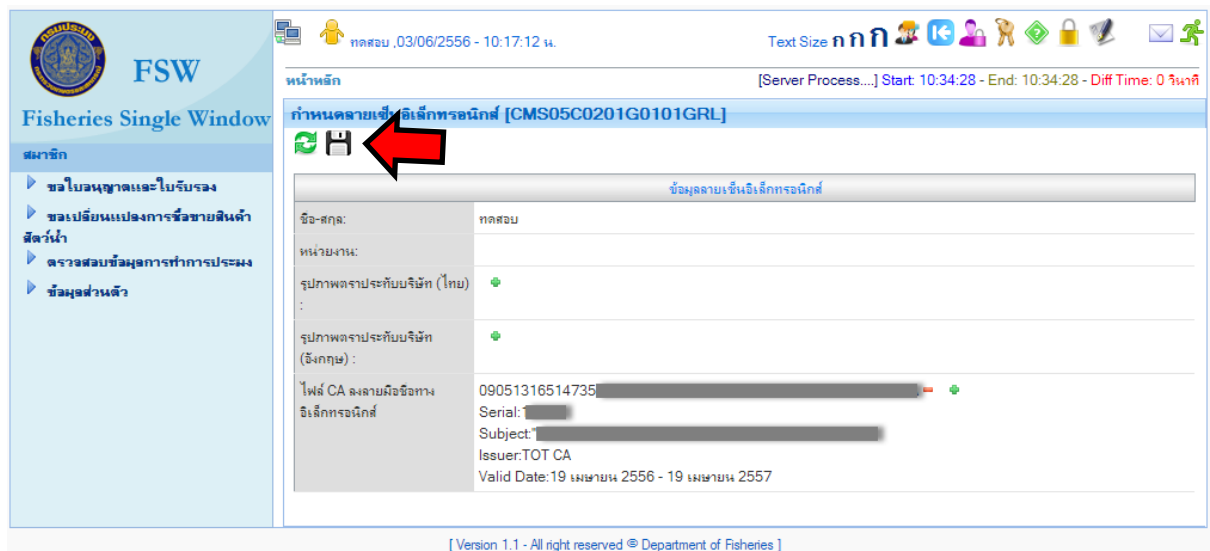 ทดสอบ ,03/06/2556 - 10:17:12 น.
Text Size ก ก ก
FSW
Fisheries Single Window
หน้าหลัก
[Server Process....] Start: 10:34:28 - End: 10:34:28 - Diff Time: 0 วินาที
กำหนดลายเซ็นอิเล็กทรอนิกส์ [CMS05C0201G0101GRL]
สมาชิก
ขอใบอนุญาตและใบรับรอง
ขอเปลี่ยนแปลงการซื้อขายสินค้า
สัตว์น้ำ
ตรวจสอบข้อมูลการทำการประมง
ข้อมูลส่วนตัว
ข้อมูลลายเซ็นอิเล็กทรอนิกส์
ชื่อ-สกุล: ทดสอบ
หน่วยงาน:
รูปภาพตราประทับบริษัท (ไทย)
:
รูปภาพตราประทับบริษัท
(อังกฤษ) :
ไฟล์ CA ลงลายมือชื่อทาง
อิเล็กทรอนิกส์
09051316514735
Serial:
Subject:
Issuer:TOT CA
Valid Date:19 เมษายน 2556 - 19 เมษายน 2557
[ Version 1.1 - All right reserved © Department of Fisheries ]